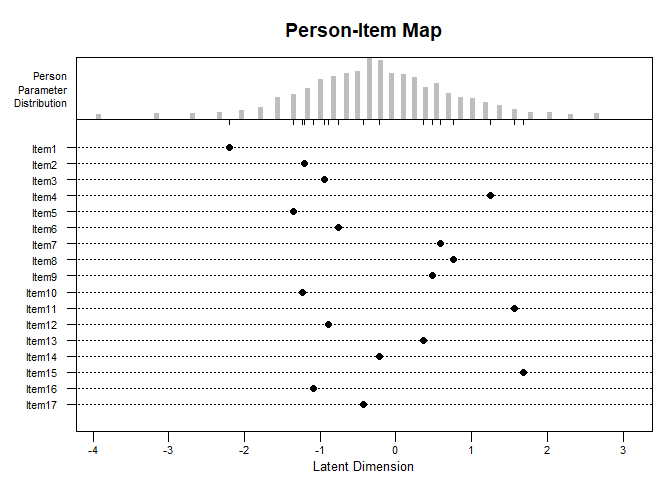 Person-Item Map
Person
Parameter
Distribution
Item1
Item2
Item3
Item4
Item5
Item6
Item7
Item8
Item9
Item10
Item11
Item12
Item13
Item14
Item15
Item16
Item17
-4 -3 -2 -1 0 1 2 3
Latent Dimension